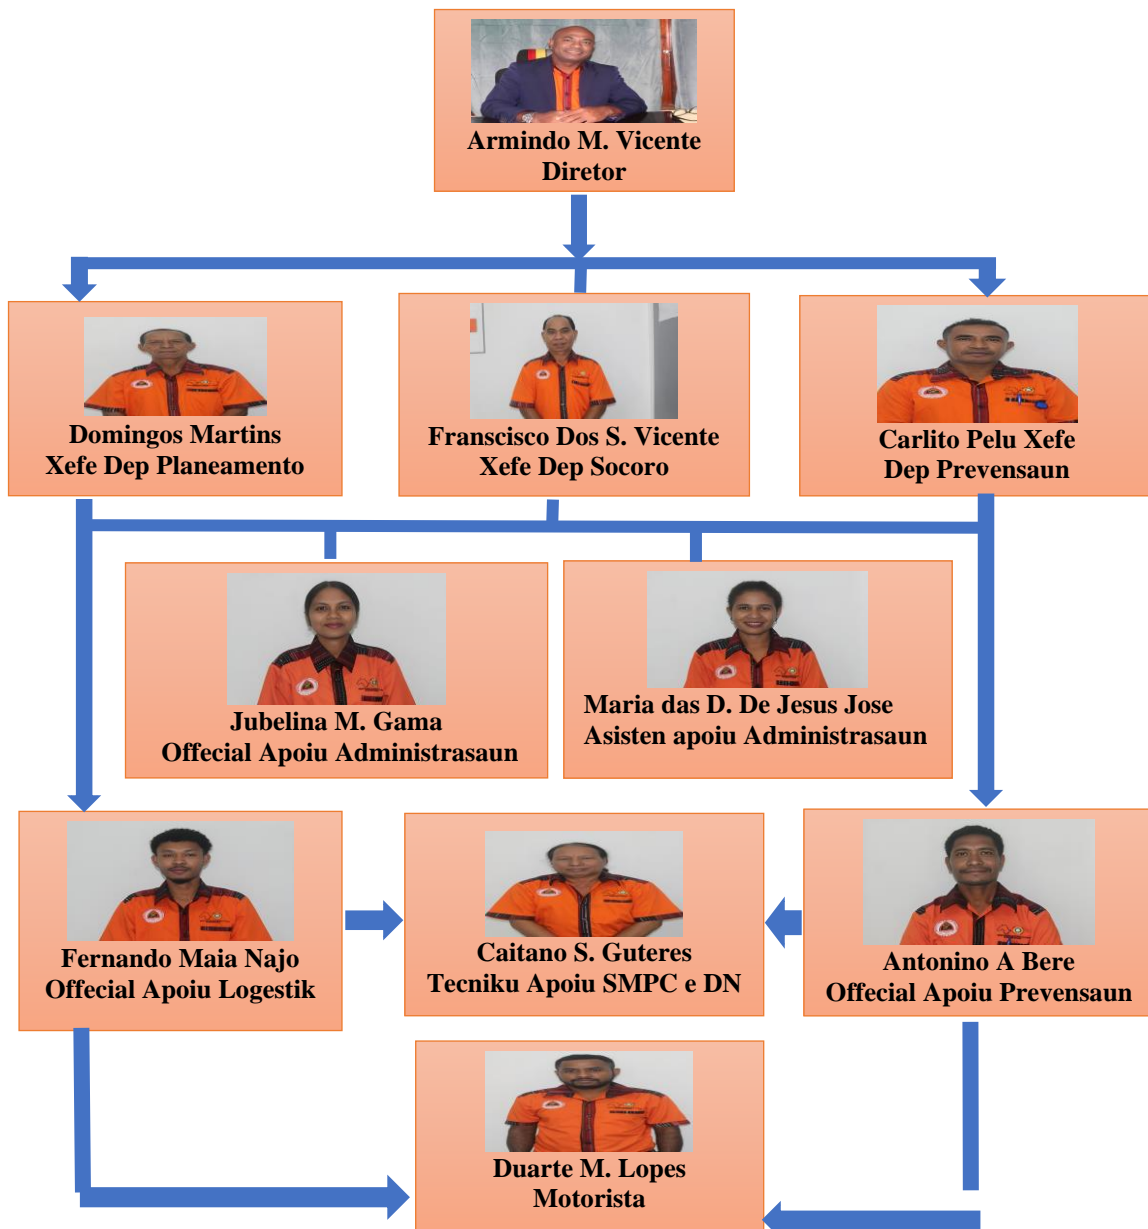 Armindo M. Vicente
Diretor
Domingos Martins
Xefe Dep Planeamento
Franscisco Dos S. Vicente
Xefe Dep Socoro
Carlito Pelu Xefe
Dep Prevensaun
Jubelina M. Gama
Offecial Apoiu Administrasaun
Maria das D. De Jesus Jose
Asisten apoiu Administrasaun
Fernando Maia Najo
Offecial Apoiu Logestik
Caitano S. Guteres
Tecniku Apoiu SMPC e DN
Antonino A Bere
Offecial Apoiu Prevensaun
Duarte M. Lopes
Motorista